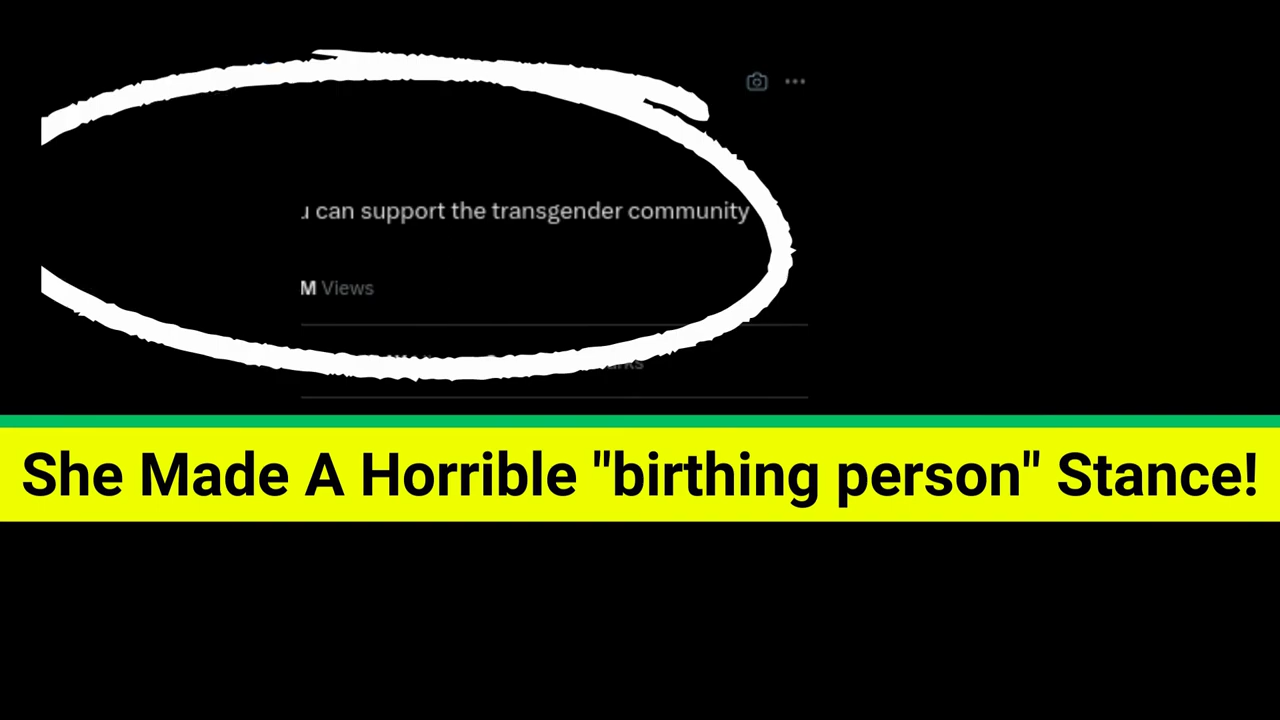 can support the transgender community
M Views
She Made A Horrible "birthing person" Stance!